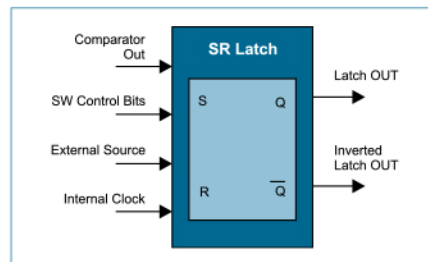 Comparator
Out
SW Control Bits
External Source
Internal Clock
SR Latch
S Q
R Q̅
Latch OUT
Inverted
Latch OUT